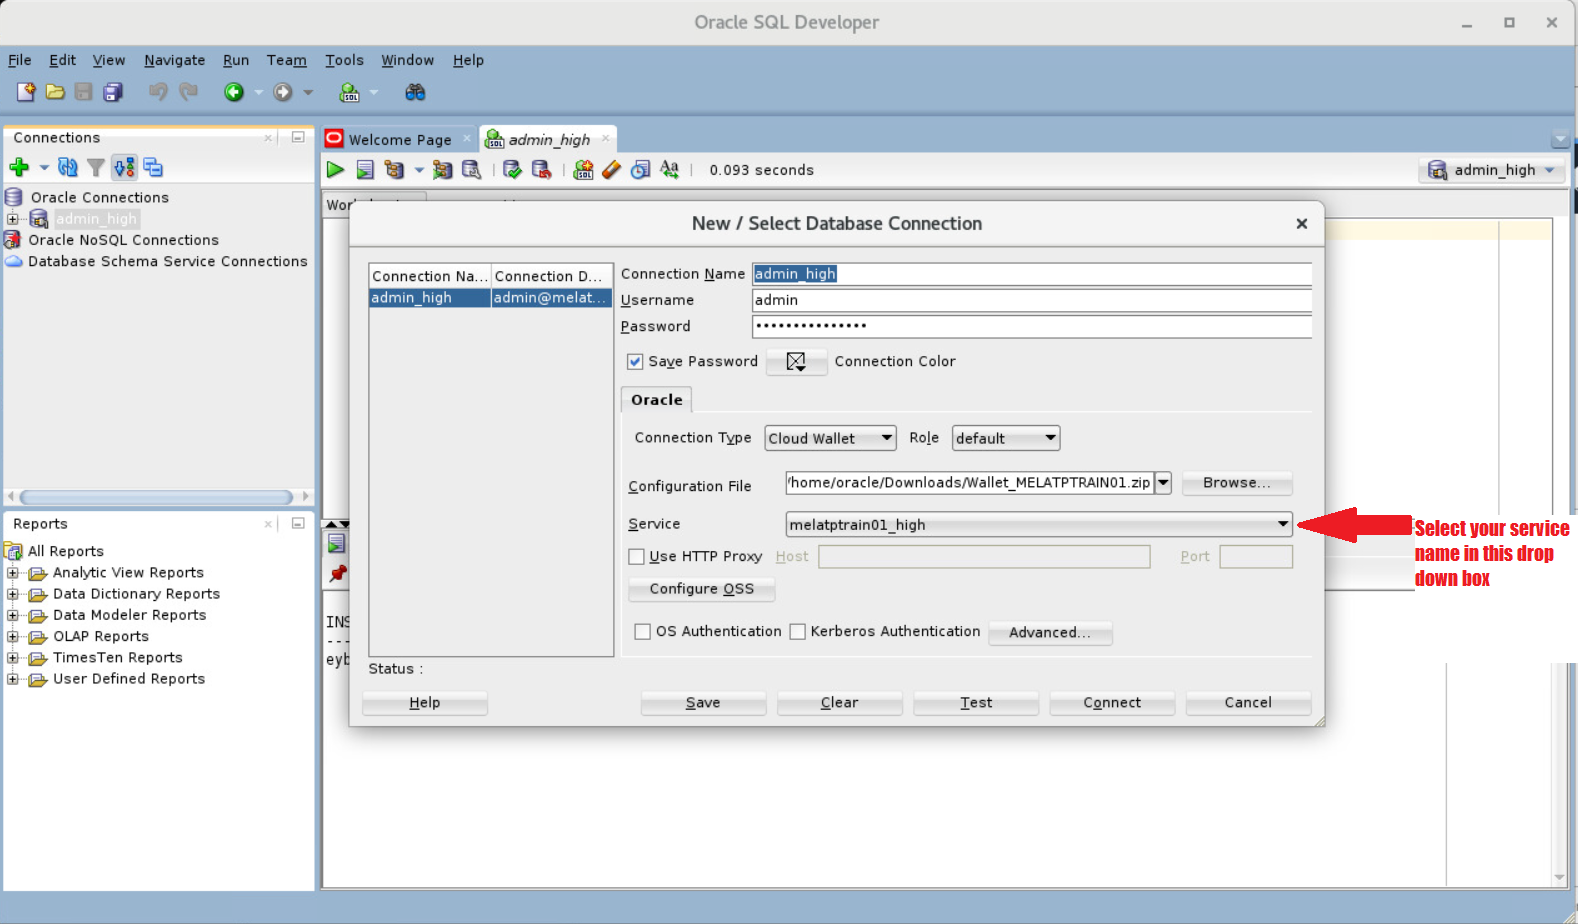 Oracle SQL Developer
File Edit View Navigate Run Team Tools Window Help
Connections
Oracle Connections
admin_high
Oracle NoSQL Connections
Database Schema Service Connections
Welcome Page
admin_high
0.093 seconds
admin_high
New / Select Database Connection
Connection Na... Connection D...
admin_high admin@melat...
Connection Name admin_high
Username admin
Password •••••••••••••••
Save Password Connection Color
Oracle
Connection Type Cloud Wallet Role default
Configuration File /home/oracle/Downloads/Wallet_MELATPTRAIN01.zip Browse...
Service melatptrain01_high
Use HTTP Proxy Host Port
Configure OSS
OS Authentication Kerberos Authentication Advanced...
Status :
Help Save Clear Test Connect Cancel
Select your service
name in this drop
down box
Reports
All Reports
Analytic View Reports
Data Dictionary Reports
Data Modeler Reports
OLAP Reports
TimesTen Reports
User Defined Reports
INS
---
eyb